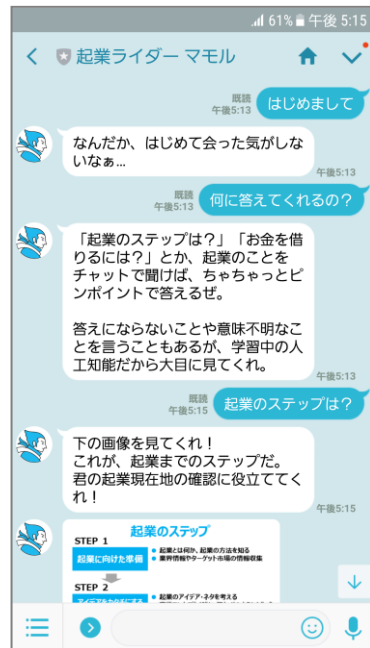 61% 午後 5:15
起業ライダー マモル
既読
午後5:13
はじめまして
なんだか、はじめて会った気がしな
いなぁ…
午後5:13
既読
午後5:13
何に答えてくれるの？
「起業のステップは？」「お金を借
りるには？」とか、起業のことを
チャットで聞けば、ちゃちゃっとピ
ンポイントで答えるぜ。
答えにならないことや意味不明なこ
とを言うこともあるが、学習中の人
工知能だから大目に見てくれ。
午後5:13
既読
午後5:15
起業のステップは？
下の画像を見てくれ！
これが、起業までのステップだ。
君の起業現在地の確認に役立ててく
れ！
午後5:15
起業のステップ
STEP 1
起業に向けた準備
● 起業とは何か、起業の方法を知る
● 業界情報やターゲット市場の情報収集
STEP 2
● 起業のアイデア・ネタを考える